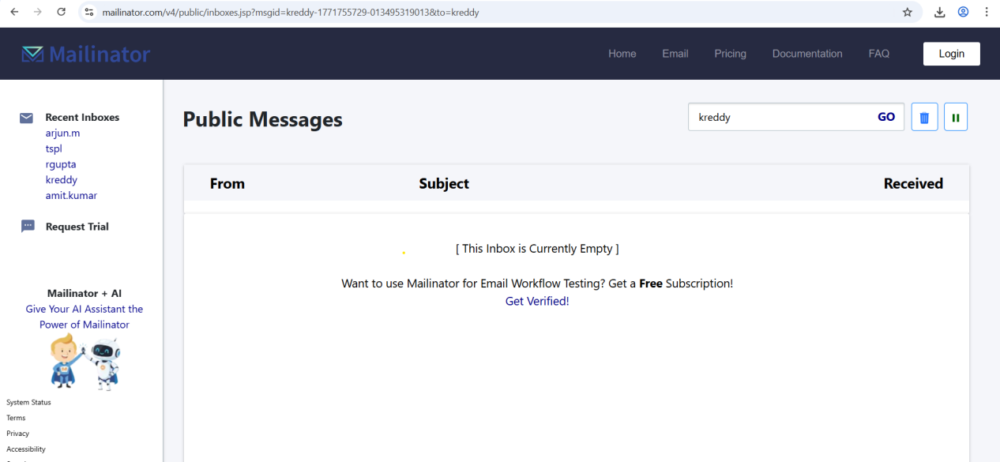 mailinator.com/v4/public/inboxes.jsp?msgid=kreddy-1771755729-013495319013&to=kreddy
Mailinator
Home Email Pricing Documentation FAQ Login
Recent Inboxes
arjun.m
tspl
rgupta
kreddy
amit.kumar
Request Trial
Mailinator + AI
Give Your AI Assistant the
Power of Mailinator
System Status
Terms
Privacy
Accessibility
Public Messages
kreddy GO
From Subject Received
[ This Inbox is Currently Empty ]
Want to use Mailinator for Email Workflow Testing? Get a Free Subscription!
Get Verified!